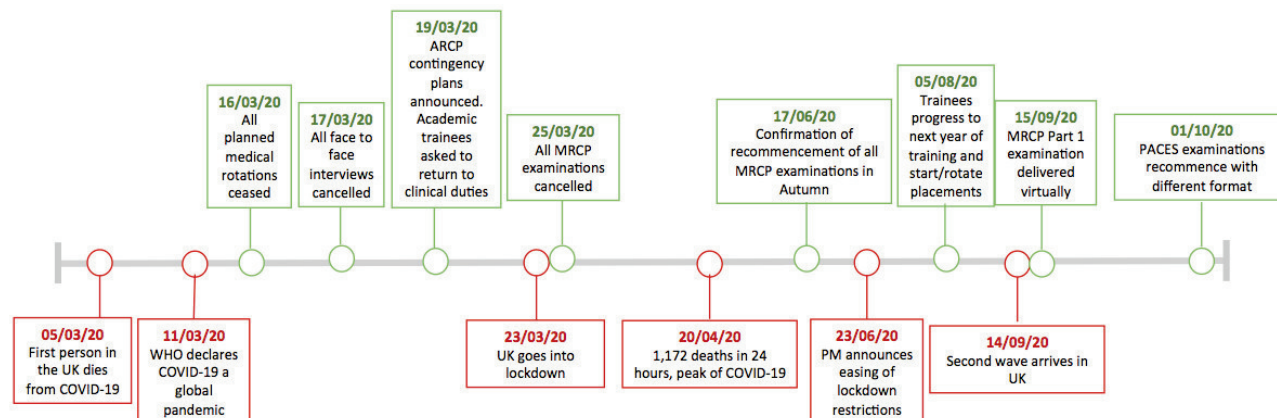 16/03/20
All
planned
medical
rotations
ceased
17/03/20
All face to
face
interviews
cancelled
19/03/20
ARCP
contingency
plans
announced.
Academic
trainees
asked to
return to
clinical duties
25/03/20
All MRCP
examinations
cancelled
17/06/20
Confirmation of
recommencement of all
MRCP examinations in
Autumn
05/08/20
Trainees
progress to
next year of
training and
start/rotate
placements
15/09/20
MRCP Part 1
examination
delivered
virtually
01/10/20
PACES examinations
recommence with
different format
05/03/20
First person in
the UK dies
from COVID-19
11/03/20
WHO declares
COVID-19 a
global
pandemic
23/03/20
UK goes into
lockdown
20/04/20
1,172 deaths in 24
hours, peak of COVID-19
23/06/20
PM announces
easing of
lockdown
restrictions
14/09/20
Second wave arrives in
UK